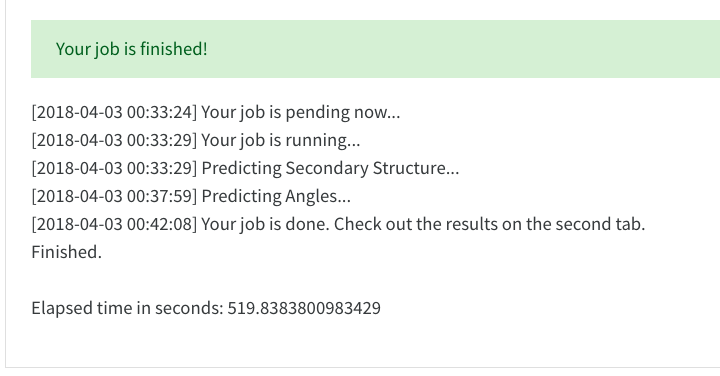 Your job is finished!
[2018-04-03 00:33:24] Your job is pending now...
[2018-04-03 00:33:29] Your job is running...
[2018-04-03 00:33:29] Predicting Secondary Structure...
[2018-04-03 00:37:59] Predicting Angles...
[2018-04-03 00:42:08] Your job is done. Check out the results on the second tab.
Finished.
Elapsed time in seconds: 519.8383800983429